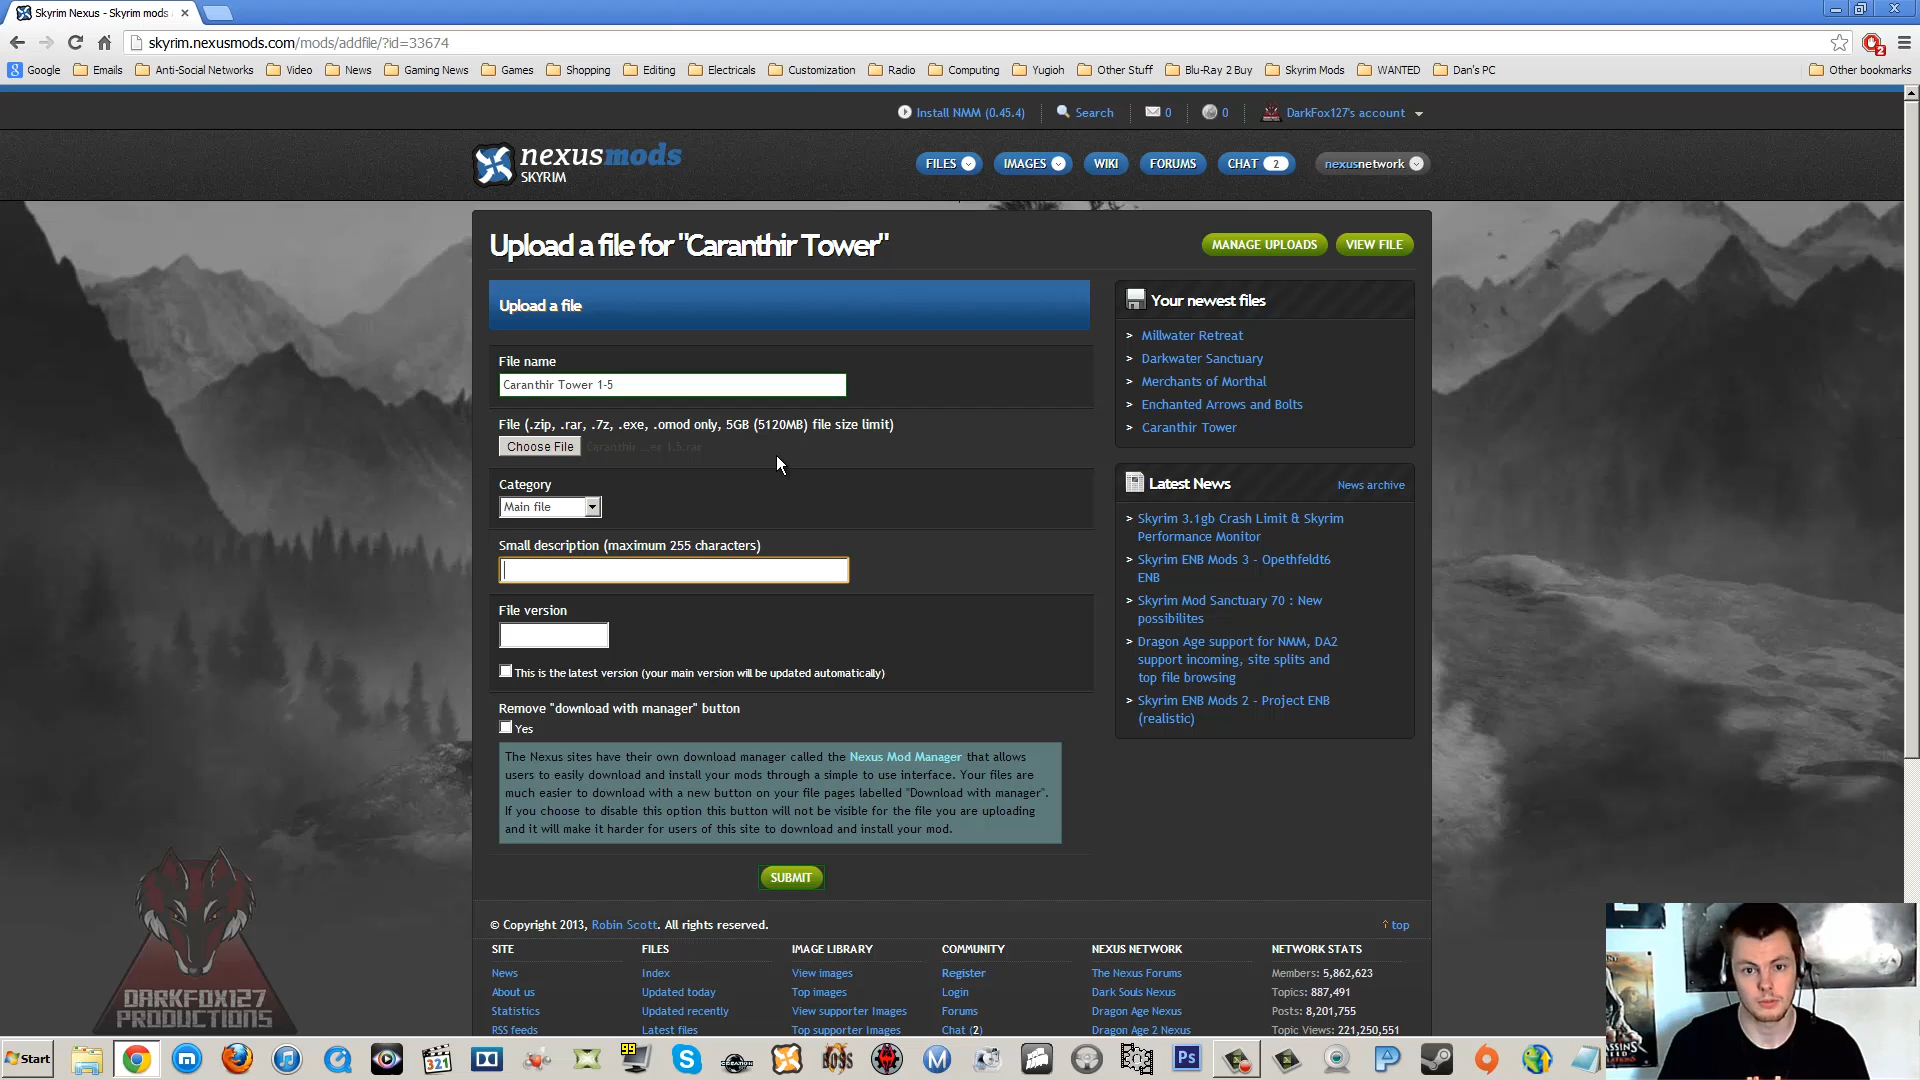 Skyrim Nexus - Skyrim mods
skyrim.nexusmods.com/mods/addfile/?id=33674
Google Emails Anti-Social Networks Video News Gaming News Games Shopping Editing Electricals Customization Radio Computing Yugioh Other Stuff Blu-Ray 2 Buy Skyrim Mods WANTED Dan's PC Other bookmarks
Install NMM (0.45.4) Search 0 0 DarkFox127's account
nexusmods
SKYRIM
FILES IMAGES WIKI FORUMS CHAT 2 nexusnetwork
Upload a file for "Caranthir Tower"
MANAGE UPLOADS VIEW FILE
Upload a file
File name
Caranthir Tower 1-5
File (.zip, .rar, .7z, .exe, .omod only, 5GB (5120MB) file size limit)
Choose File Caranthir ...er 1.5.rar
Category
Main file
Small description (maximum 255 characters)
File version
This is the latest version (your main version will be updated automatically)
Remove "download with manager" button
Yes
The Nexus sites have their own download manager called the Nexus Mod Manager that allows
users to easily download and install your mods through a simple to use interface. Your files are
much easier to download with a new button on your file pages labelled "Download with manager".
If you choose to disable this option this button will not be visible for the file you are uploading
and it will make it harder for users of this site to download and install your mod.
SUBMIT
Your newest files
> Millwater Retreat
> Darkwater Sanctuary
> Merchants of Morthal
> Enchanted Arrows and Bolts
> Caranthir Tower
Latest News News archive
> Skyrim 3.1gb Crash Limit & Skyrim
Performance Monitor
> Skyrim ENB Mods 3 - Opethfeldt6
ENB
> Skyrim Mod Sanctuary 70 : New
possibilites
> Dragon Age support for NMM, DA2
support incoming, site splits and
top file browsing
> Skyrim ENB Mods 2 - Project ENB
(realistic)
© Copyright 2013, Robin Scott. All rights reserved. top
SITE FILES IMAGE LIBRARY COMMUNITY NEXUS NETWORK NETWORK STATS
News Index View images Register The Nexus Forums Members: 5,862,623
About us Updated today Top images Login Dark Souls Nexus Topics: 887,491
Statistics Updated recently View supporter Images Forums Dragon Age Nexus Posts: 8,201,755
RSS feeds Latest files Top supporter Images Chat (2) Dragon Age 2 Nexus Topic Views: 221,250,551
DARKFOX127
PRODUCTIONS
Start
321
99
BOSS
Ps